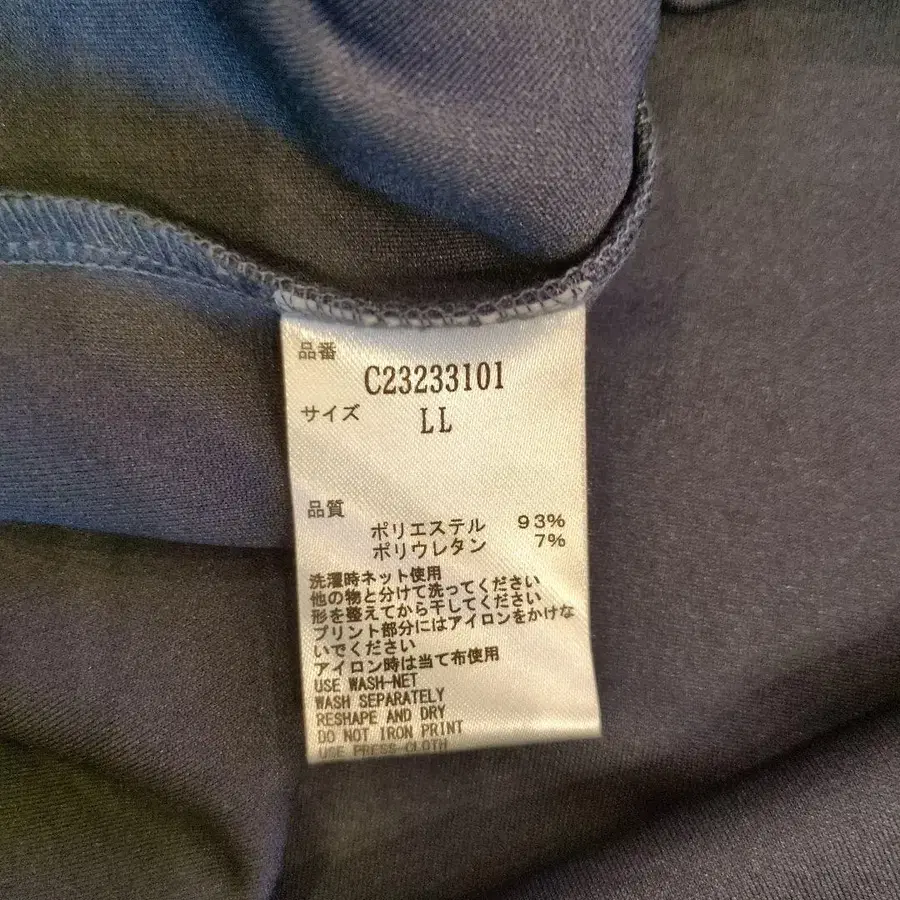 品番
C23233101
サイズ
LL
品質
ポリエステル 93%
ポリウレタン 7%
洗濯時ネット使用
他の物と分けて洗ってください
形を整えてから干してください
プリント部分にはアイロンをかけな
いでください
アイロン時は当て布使用
USE WASH-NET
WASH SEPARATELY
RESHAPE AND DRY
DO NOT IRON PRINT
USE PRESS-CLOTH